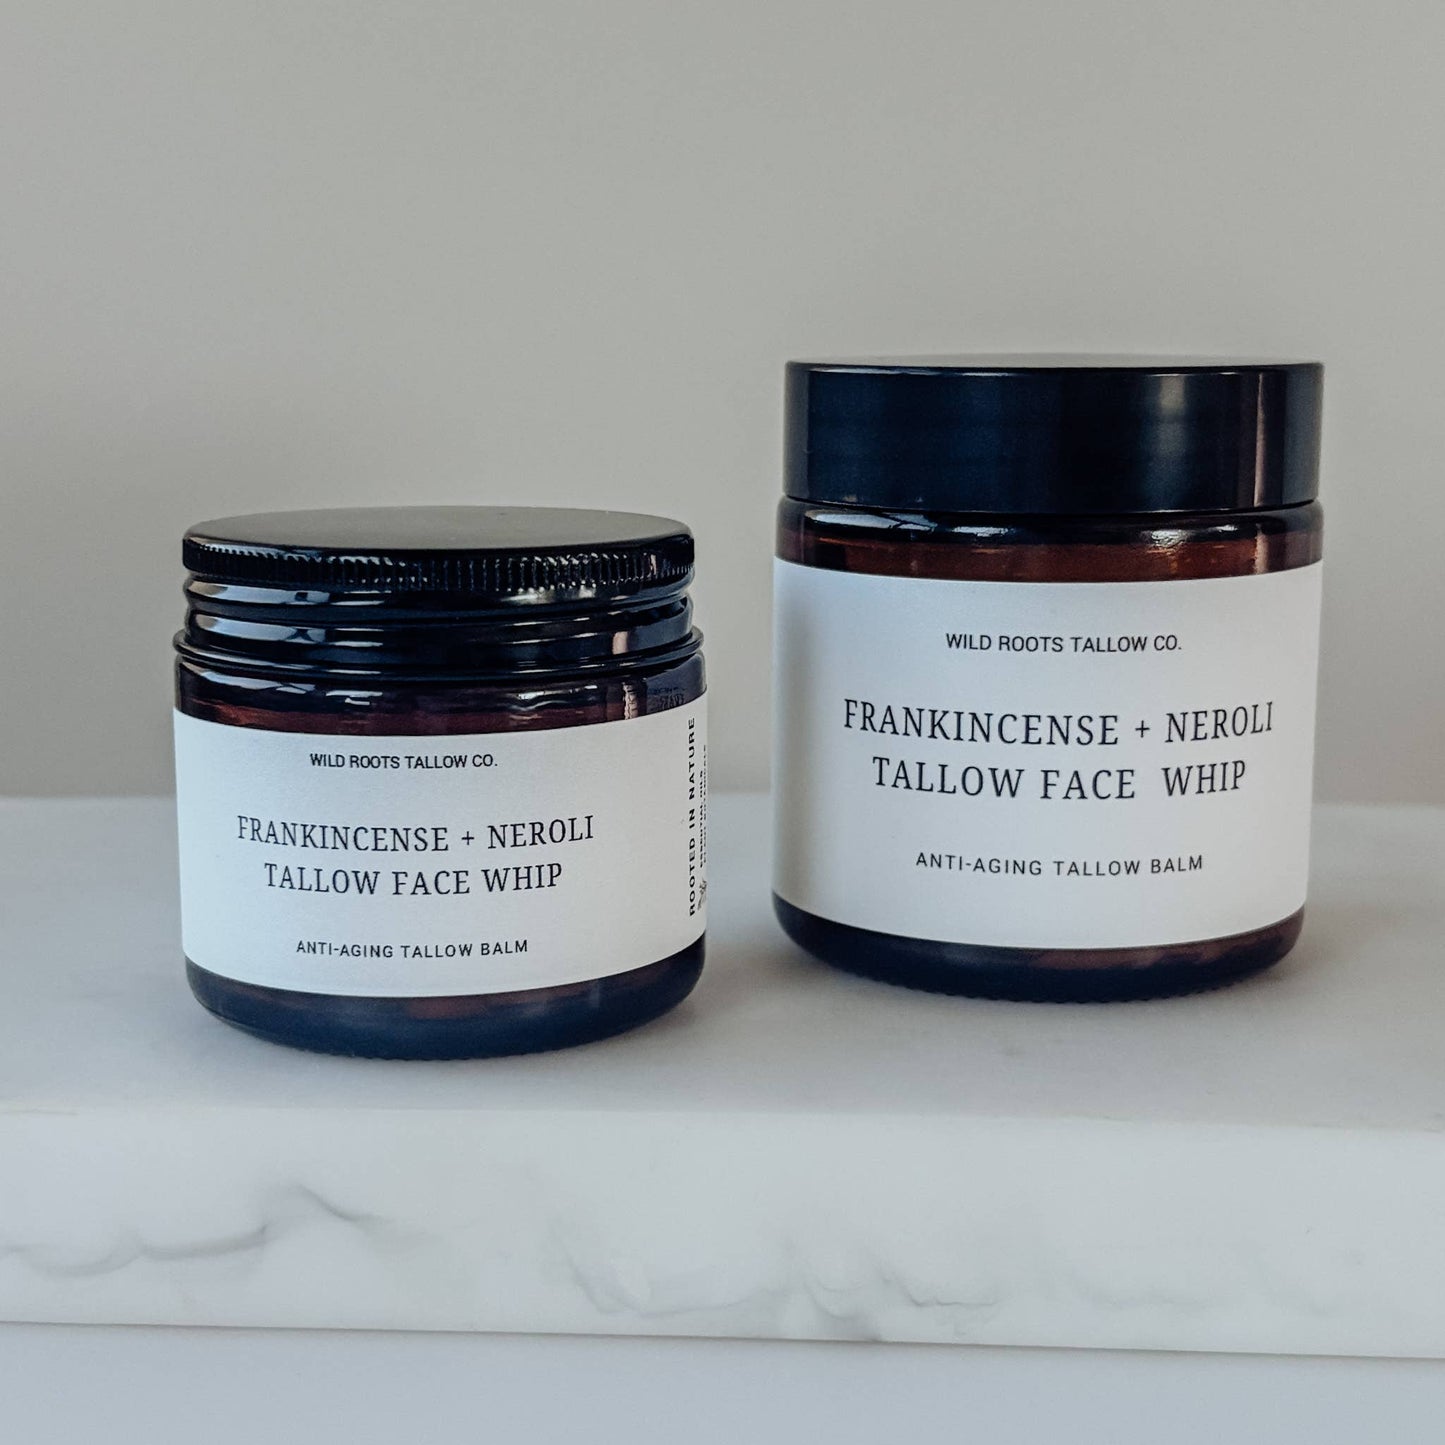 WILD ROOTS TALLOW CO.
FRANKINCENSE + NEROLI
TALLOW FACE WHIP
ANTI-AGING TALLOW BALM
ROOTED IN NATURE
WILD ROOTS TALLOW CO.
FRANKINCENSE + NEROLI
TALLOW FACE WHIP
ANTI-AGING TALLOW BALM